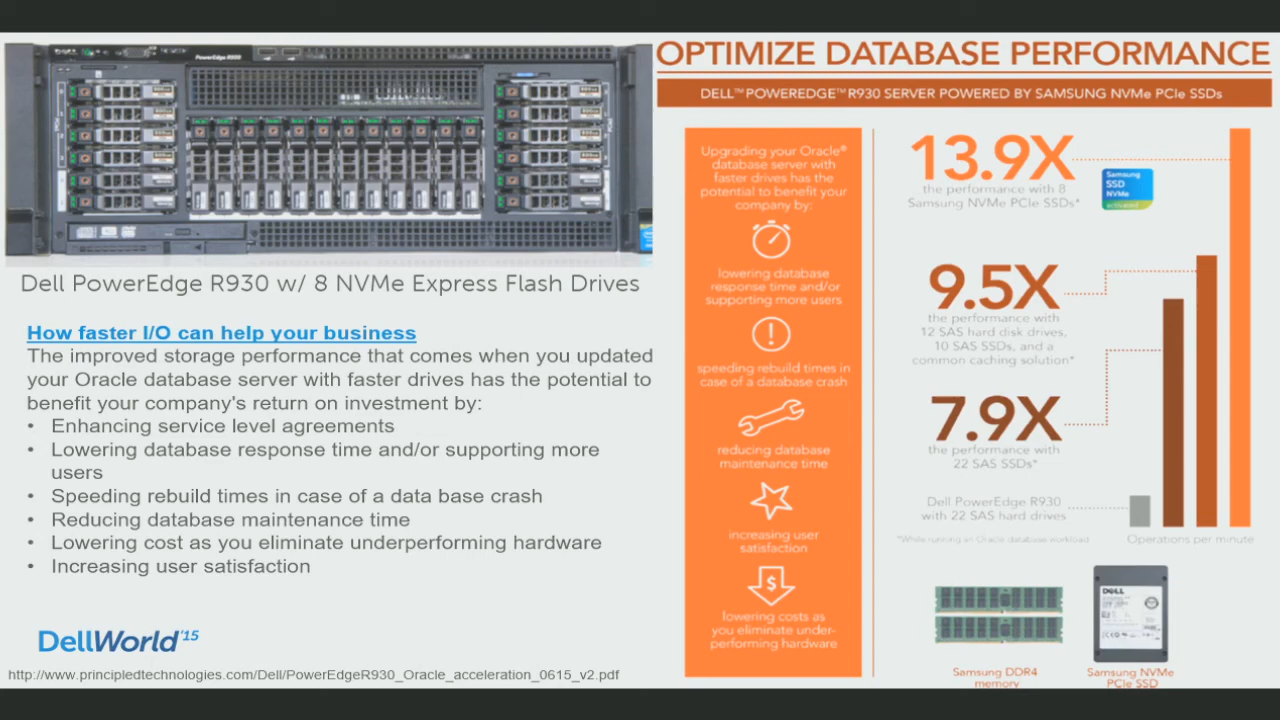 PowerEdge R930
Dell PowerEdge R930 w/ 8 NVMe Express Flash Drives
How faster I/O can help your business
The improved storage performance that comes when you updated
your Oracle database server with faster drives has the potential to
benefit your company's return on investment by:
• Enhancing service level agreements
• Lowering database response time and/or supporting more
users
• Speeding rebuild times in case of a data base crash
• Reducing database maintenance time
• Lowering cost as you eliminate underperforming hardware
• Increasing user satisfaction
DellWorld'15
http://www.principledtechnologies.com/Dell/PowerEdgeR930_Oracle_acceleration_0615_v2.pdf
OPTIMIZE DATABASE PERFORMANCE
DELL™ POWEREDGE™ R930 SERVER POWERED BY SAMSUNG NVMe PCIe SSDs
Upgrading your Oracle®
database server with
faster drives has the
potential to benefit your
company by:
lowering database
response time and/or
supporting more users
speeding rebuild times in
case of a database crash
reducing database
maintenance time
increasing user
satisfaction
lowering costs as
you eliminate under-
performing hardware
13.9X
the performance with 8
Samsung NVMe PCIe SSDs*
Samsung
SSD
NVMe
activated
9.5X
the performance with
12 SAS hard disk drives,
10 SAS SSDs, and a
common caching solution*
7.9X
the performance with
22 SAS SSDs*
Dell PowerEdge R930
with 22 SAS hard drives
*While running an Oracle database workload
Operations per minute
DELL
Samsung DDR4
memory
Samsung NVMe
PCIe SSD